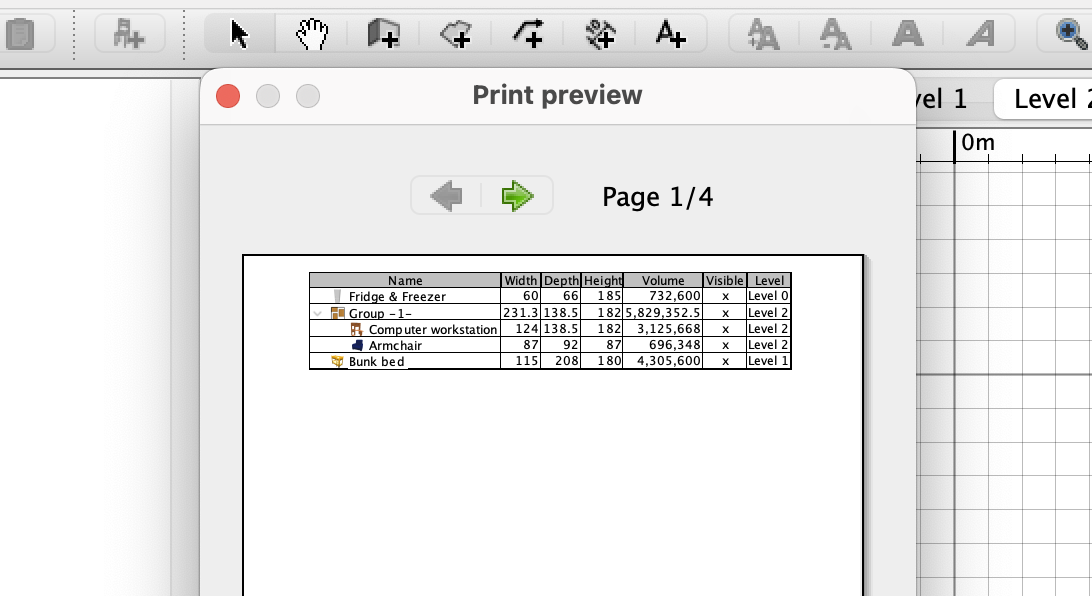 Print preview
vel 1
Level 2
0m
Page 1/4
Name Width Depth Height Volume Visible Level
Fridge & Freezer 60 66 185 732,600 x Level 0
Group -1- 231.3 138.5 182 5,829,352.5 x Level 2
Computer workstation 124 138.5 182 3,125,668 x Level 2
Armchair 87 92 87 696,348 x Level 2
Bunk bed 115 208 180 4,305,600 x Level 1